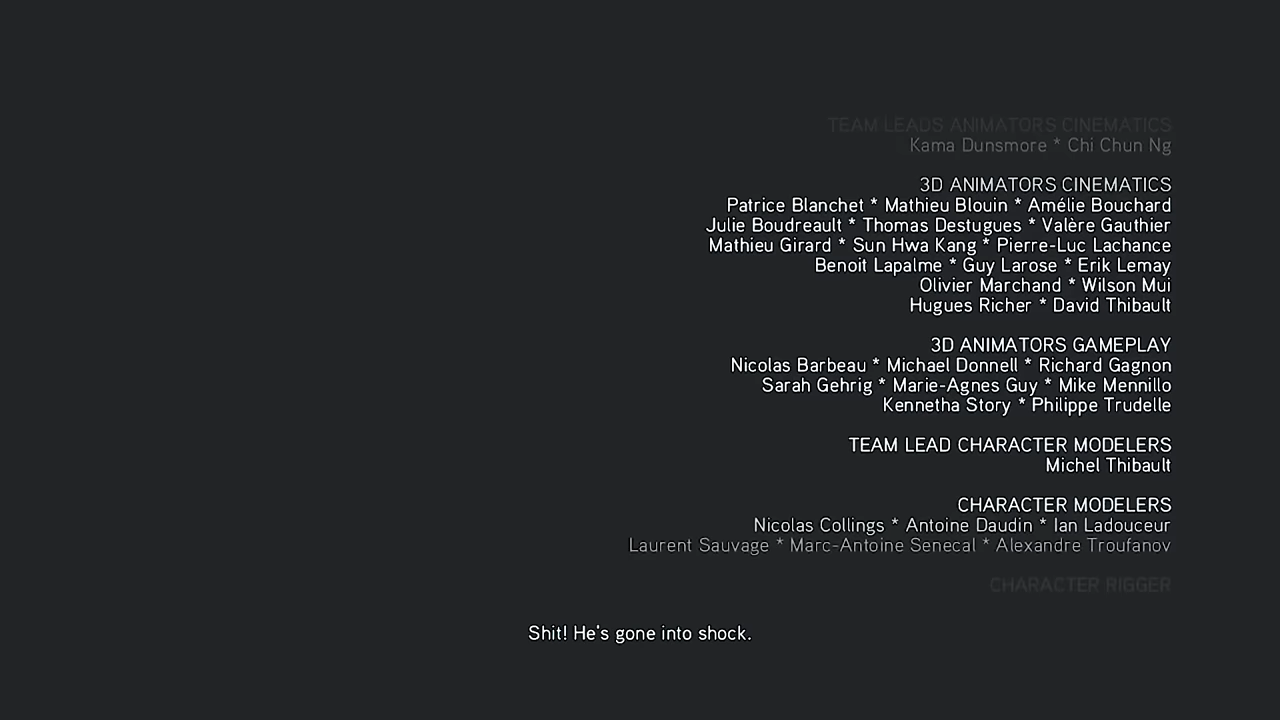 TEAM LEADS ANIMATORS CINEMATICS
Kama Dunsmore * Chi Chun Ng
3D ANIMATORS CINEMATICS
Patrice Blanchet * Mathieu Blouin * Amélie Bouchard
Julie Boudreault * Thomas Destugues * Valère Gauthier
Mathieu Girard * Sun Hwa Kang * Pierre-Luc Lachance
Benoit Lapalme * Guy Larose * Erik Lemay
Olivier Marchand * Wilson Mui
Hugues Richer * David Thibault
3D ANIMATORS GAMEPLAY
Nicolas Barbeau * Michael Donnell * Richard Gagnon
Sarah Gehrig * Marie-Agnes Guy * Mike Mennillo
Kennetha Story * Philippe Trudelle
TEAM LEAD CHARACTER MODELERS
Michel Thibault
CHARACTER MODELERS
Nicolas Collings * Antoine Daudin * Ian Ladouceur
Laurent Sauvage * Marc-Antoine Senecal * Alexandre Troufanov
CHARACTER RIGGER
Shit! He's gone into shock.